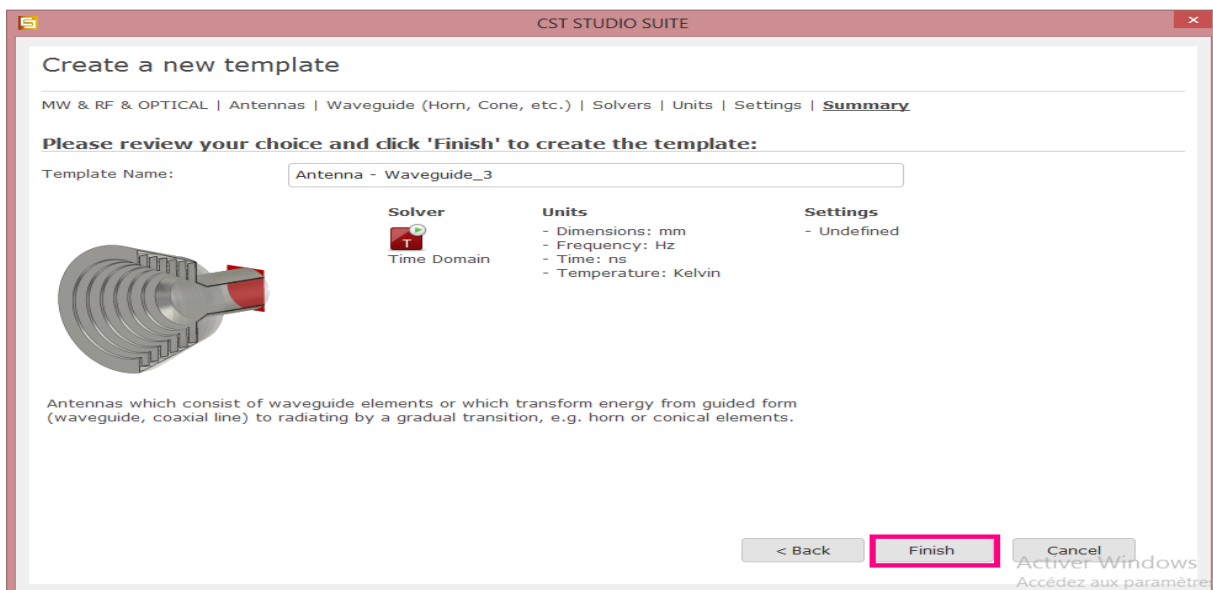 CST STUDIO SUITE
Create a new template
MW & RF & OPTICAL | Antennas | Waveguide (Horn, Cone, etc.) | Solvers | Units | Settings | Summary
Please review your choice and click 'Finish' to create the template:
Template Name: Antenna - Waveguide_3
Solver Units Settings
T
Time Domain
- Dimensions: mm
- Frequency: Hz
- Time: ns
- Temperature: Kelvin
- Undefined
Antennas which consist of waveguide elements or which transform energy from guided form
(waveguide, coaxial line) to radiating by a gradual transition, e.g. horn or conical elements.
< Back Finish Cancel
Activer Windows
Accédez aux paramètres